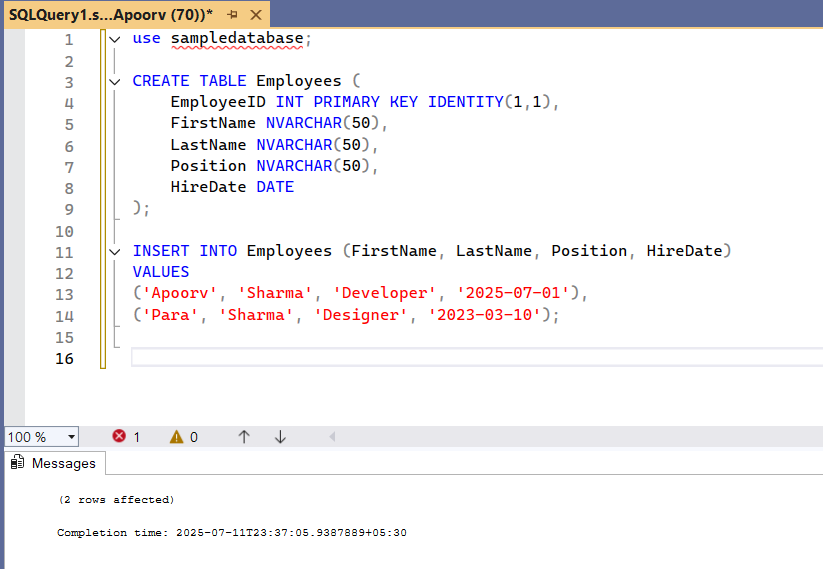 SQLQuery1.s...Apoorv (70))*
1 use sampledatabase;
2
3 CREATE TABLE Employees (
4     EmployeeID INT PRIMARY KEY IDENTITY(1,1),
5     FirstName NVARCHAR(50),
6     LastName NVARCHAR(50),
7     Position NVARCHAR(50),
8     HireDate DATE
9 );
10
11 INSERT INTO Employees (FirstName, LastName, Position, HireDate)
12 VALUES
13 ('Apoorv', 'Sharma', 'Developer', '2025-07-01'),
14 ('Para', 'Sharma', 'Designer', '2023-03-10');
15
16
100 % 1 0
Messages
(2 rows affected)
Completion time: 2025-07-11T23:37:05.9387889+05:30